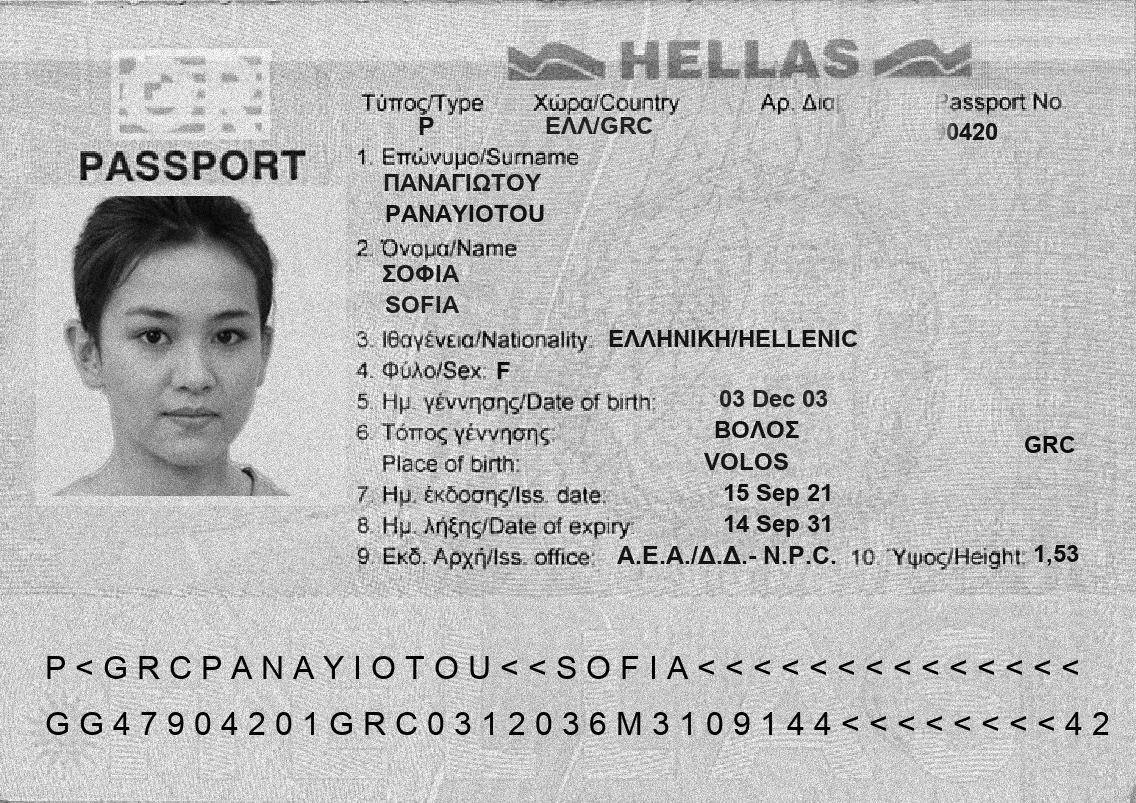 HELLAS
PASSPORT
Τύπος/Type Χώρα/Country Αρ. Passport No
P ΕΛΛ/GRC 0420
1. Επώνυμο/Surname
ΠΑΝΑΓΙΩΤΟΥ
PANAYIOTOU
2. Όνομα/Name
ΣΟΦΙΑ
SOFIA
3. Ιθαγένεια/Nationality: ΕΛΛΗΝΙΚΗ/HELLENIC
4. Φύλο/Sex: F
5. Ημ. γέννησης/Date of birth: 03 Dec 03
6. Τόπος γέννησης: ΒΟΛΟΣ
GRC
Place of birth: VOLOS
7. Ημ. έκδοσης/Iss. date: 15 Sep 21
8. Ημ. λήξης/Date of expiry: 14 Sep 31
9. Εκδ. Αρχή/Iss. office: Α.Ε.Α./Δ.Δ.- N.P.C. 10. Ύψος/Height: 1,53
P<GRCPANAYIOTOU<<SOFIA<<<<<<<<<<<<<<
GG47904201GRC0312036M3109144<<<<<<<<42